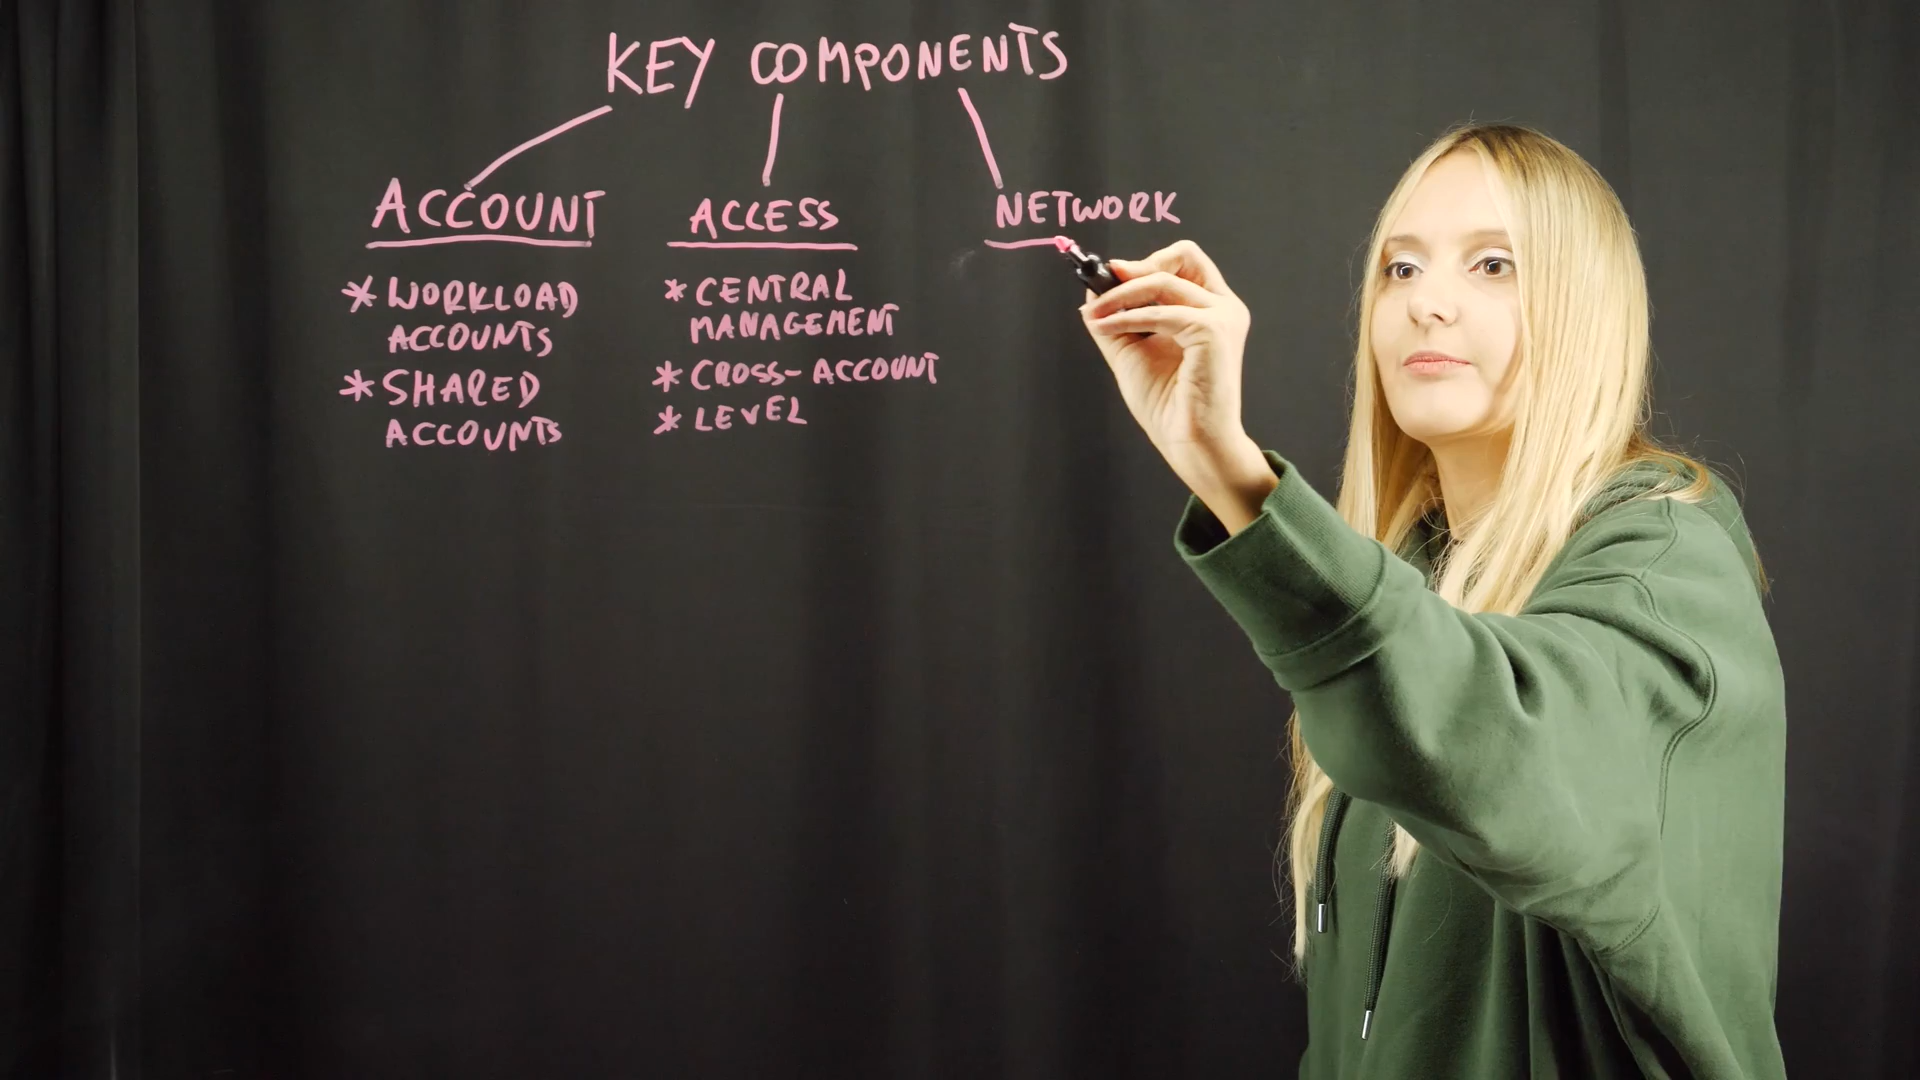 KEY COMPONENTS
ACCOUNT
* WORKLOAD
ACCOUNTS
* SHARED
ACCOUNTS
ACCESS
* CENTRAL
MANAGEMENT
* CROSS-ACCOUNT
* LEVEL
NETWORK